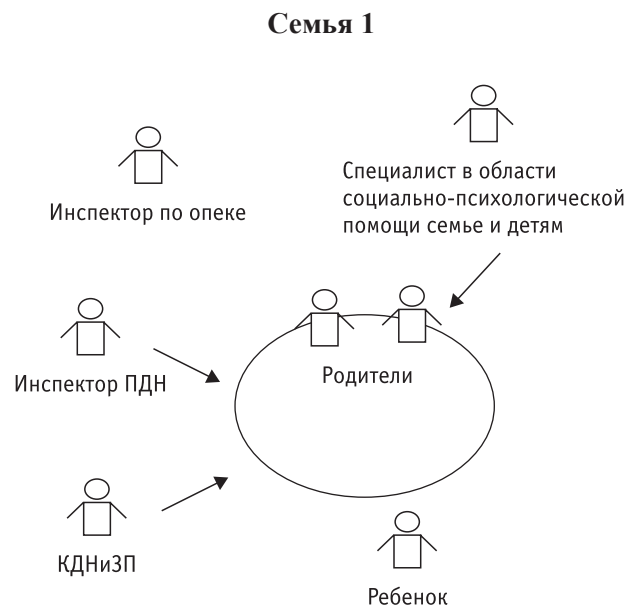 Семья 1
Специалист в области
социально-психологической
помощи семье и детям
Инспектор по опеке
Родители
Инспектор ПДН
КДНиЗП
Ребенок